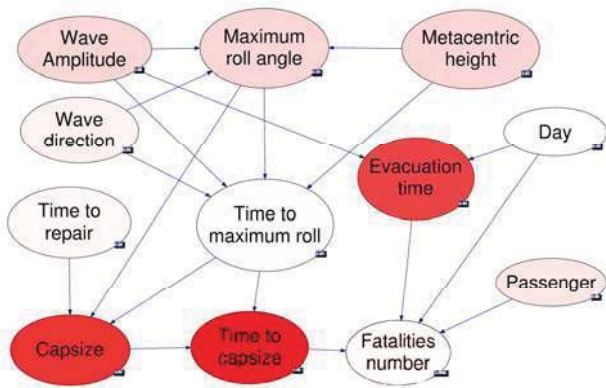 Wave
Amplitude
Maximum
roll angle
Metacentric
height
Wave
direction
Day
Evacuation
time
Time to
repair
Time to
maximum roll
Passenger
Capsize
Time to
capsize
Fatalities
number